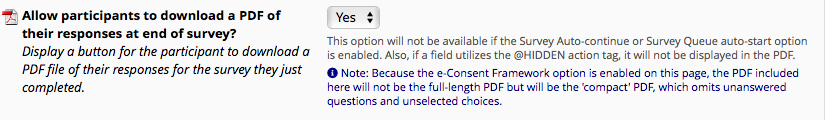 Allow participants to download a PDF of
their responses at end of survey?
Display a button for the participant to download a
PDF file of their responses for the survey they just
completed.
Yes
This option will not be available if the Survey Auto-continue or Survey Queue auto-start option
is enabled. Also, if a field utilizes the @HIDDEN action tag, it will not be displayed in the PDF.
Note: Because the e-Consent Framework option is enabled on this page, the PDF included
here will not be the full-length PDF but will be the 'compact' PDF, which omits unanswered
questions and unselected choices.